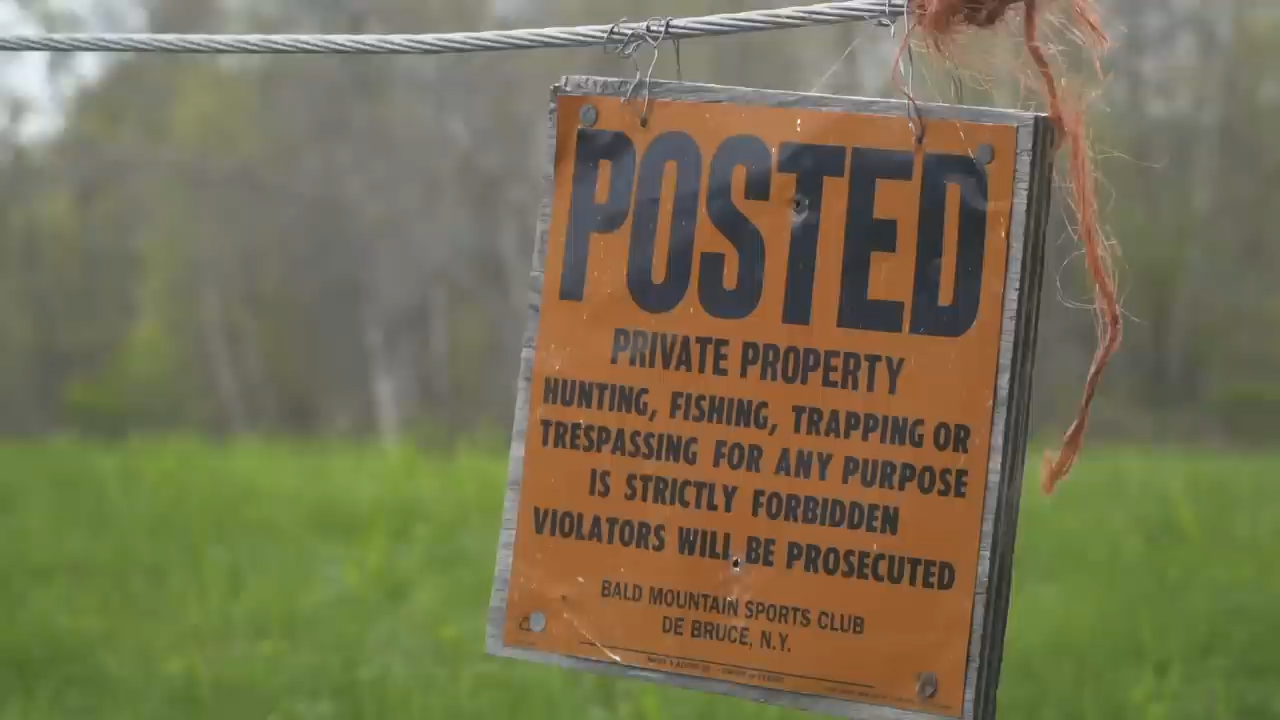 POSTED
PRIVATE PROPERTY
HUNTING, FISHING, TRAPPING OR
TRESPASSING FOR ANY PURPOSE
IS STRICTLY FORBIDDEN
VIOLATORS WILL BE PROSECUTED
BALD MOUNTAIN SPORTS CLUB
DE BRUCE, N.Y.